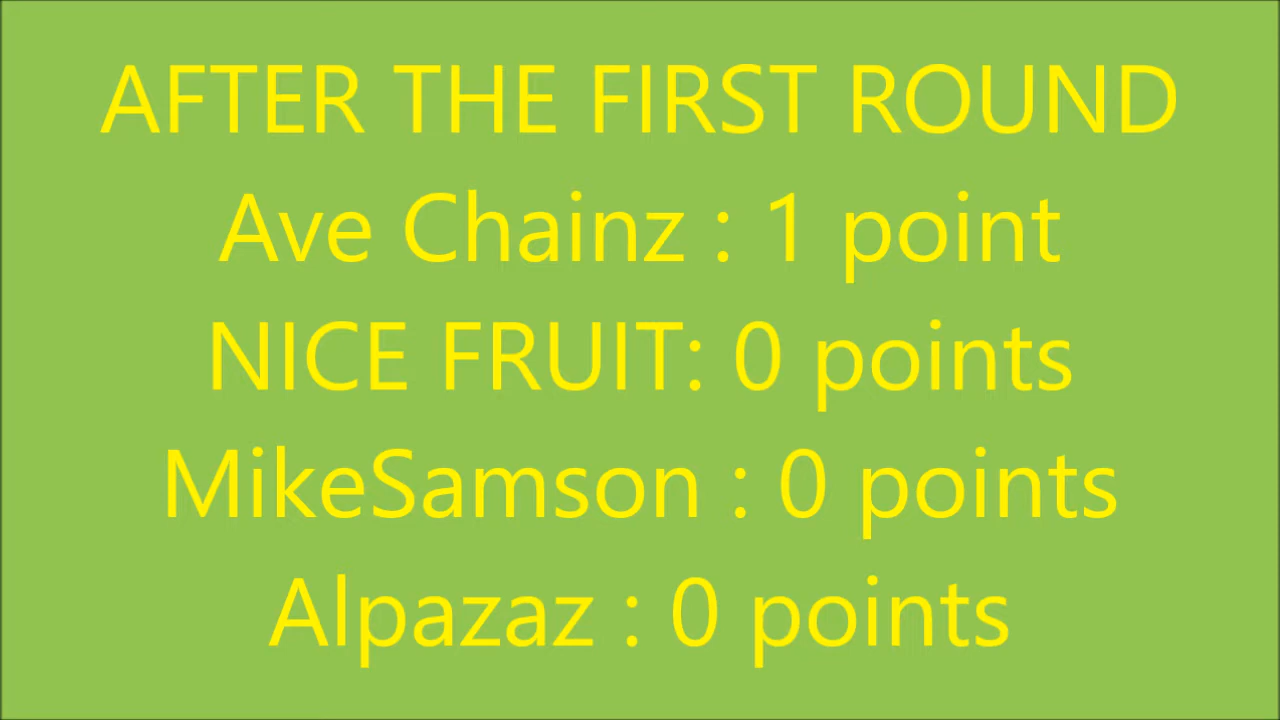 AFTER THE FIRST ROUND
Ave Chainz : 1 point
NICE FRUIT: 0 points
MikeSamson : 0 points
Alpazaz : 0 points